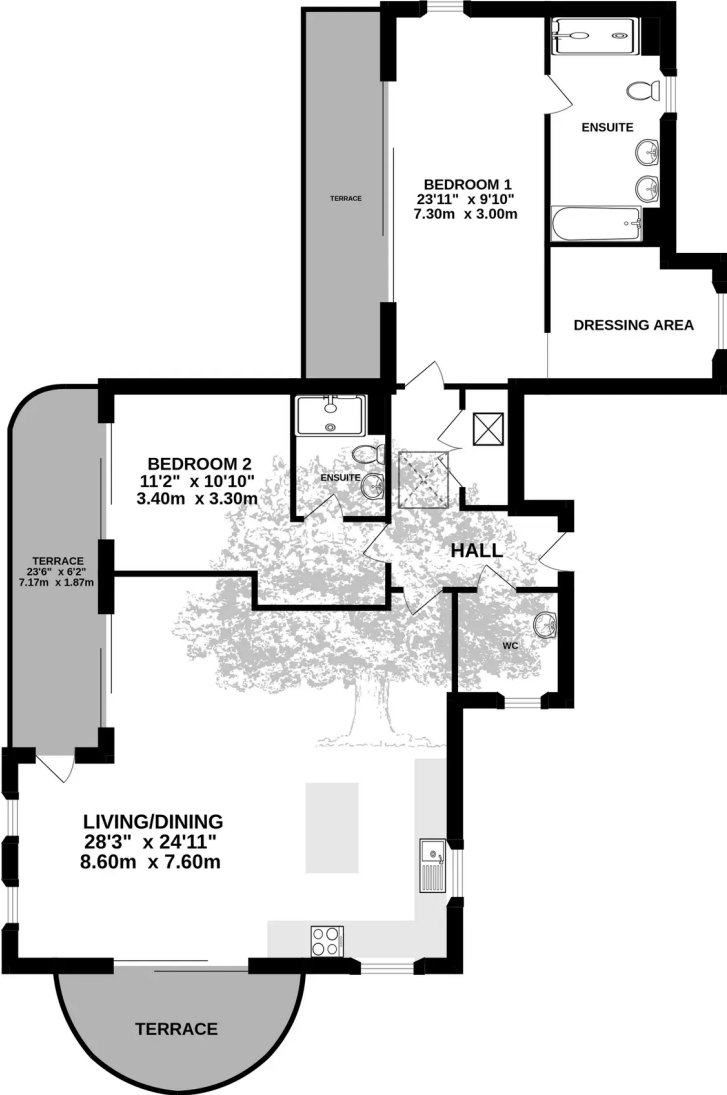 ENSUITE
BEDROOM 1
23'11" x 9'10"
7.30m x 3.00m
TERRACE
DRESSING AREA
BEDROOM 2
11'2" x 10'10"
3.40m x 3.30m
ENSUITE
HALL
TERRACE
23'6" x 6'2"
7.17m x 1.87m
WC
LIVING/DINING
28'3" x 24'11"
8.60m x 7.60m
TERRACE